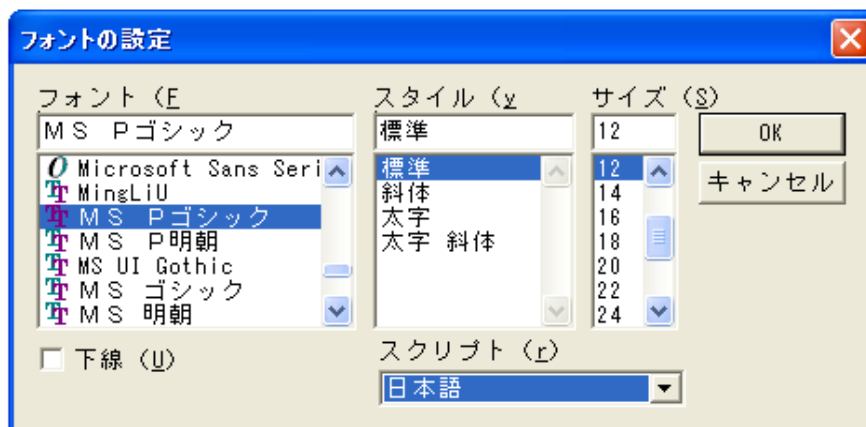 フォントの設定
フォント (F
MS Pゴシック
Microsoft Sans Seri
MingLiU
MS Pゴシック
MS P明朝
MS UI Gothic
MS ゴシック
MS 明朝
下線 (U)
スタイル (y
標準
標準
斜体
太字
太字 斜体
サイズ (S)
12
12
14
16
18
20
22
24
スクリプト (r)
日本語
OK
キャンセル